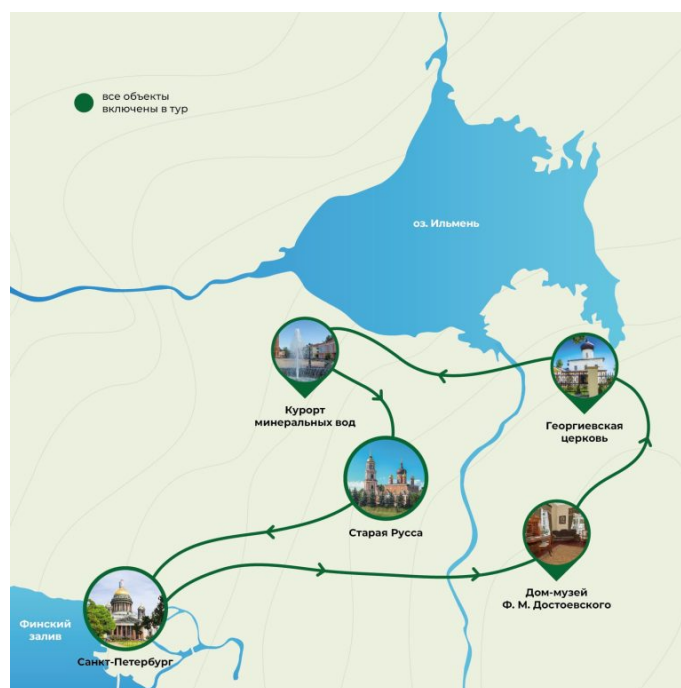 все объекты
включены в тур
оз. Ильмень
Курорт
минеральных вод
Георгиевская
церковь
Старая Русса
Дом-музей
Ф. М. Достоевского
Финский
залив
Санкт-Петербург